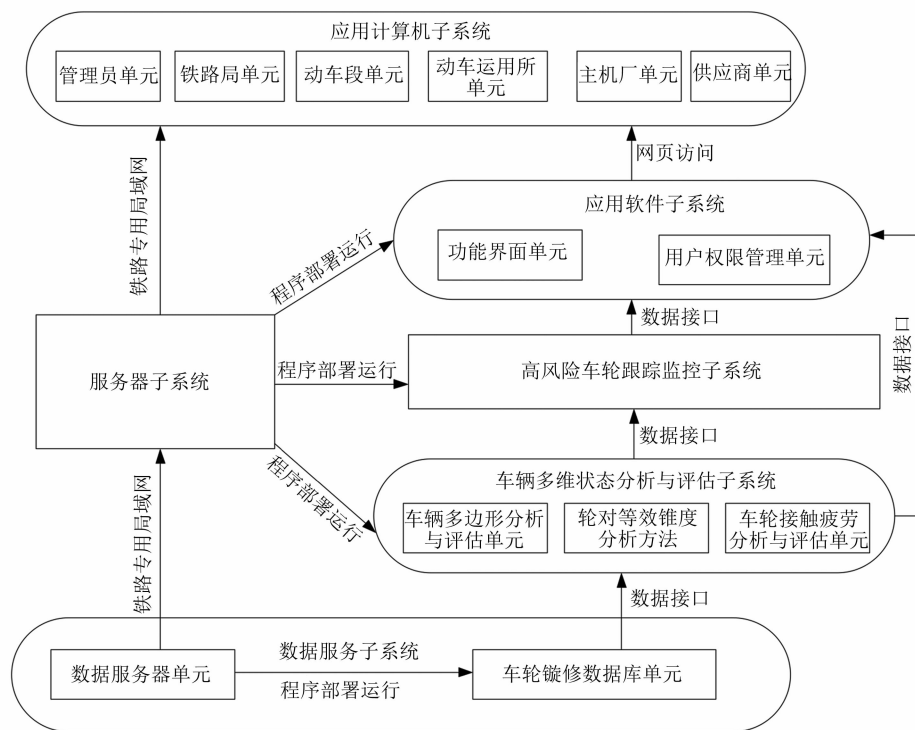 应用计算机子系统
管理员单元
铁路局单元
动车段单元
动车运用所
单元
主机厂单元
供应商单元
铁路专用局域网
网页访问
应用软件子系统
功能界面单元
用户权限管理单元
程序部署运行
数据接口
服务器子系统
程序部署运行
高风险车轮跟踪监控子系统
数据接口
数据接口
程序部署运行
车辆多维状态分析与评估子系统
车辆多边形分析
与评估单元
轮对等效锥度
分析方法
车轮接触疲劳
分析与评估单元
铁路专用局域网
数据接口
数据服务子系统
数据服务器单元
程序部署运行
车轮镟修数据库单元